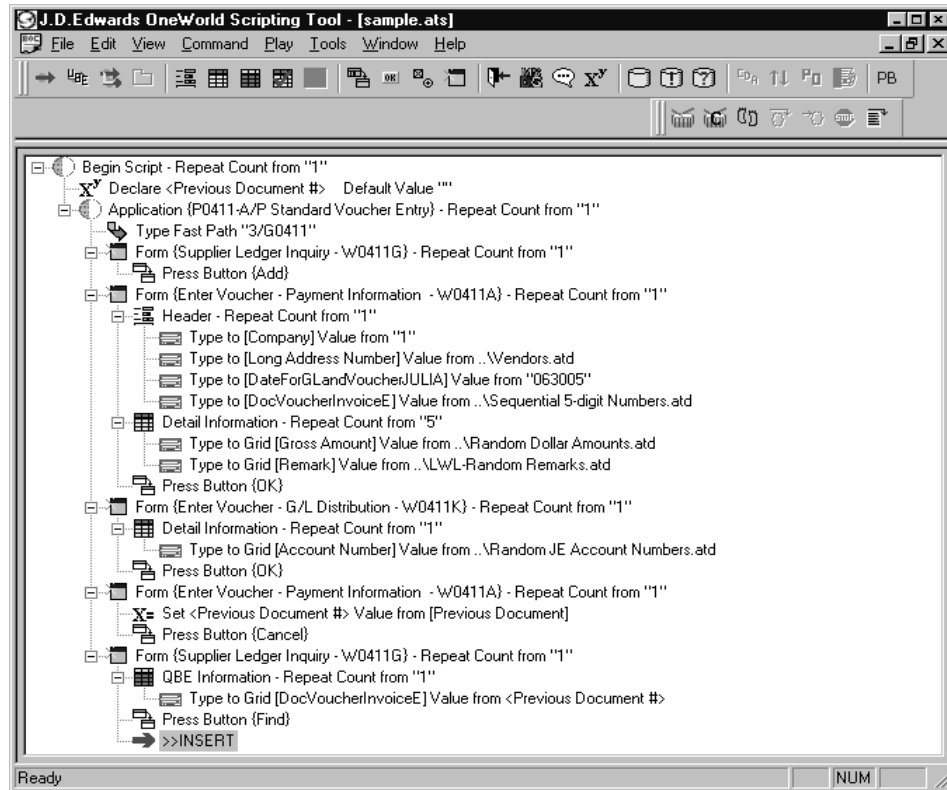 J.D.Edwards OneWorld Scripting Tool - [sample.ats]
File Edit View Command Play Tools Window Help
UBE OK X^y T ? CDA PO PB
G STOP
Begin Script - Repeat Count from "1"
X^y Declare <Previous Document #> Default Value ""
Application {P0411-A/P Standard Voucher Entry} - Repeat Count from "1"
Type Fast Path "3/G0411"
Form {Supplier Ledger Inquiry - W0411G} - Repeat Count from "1"
Press Button {Add}
Form {Enter Voucher - Payment Information - W0411A} - Repeat Count from "1"
Header - Repeat Count from "1"
Type to [Company] Value from "1"
Type to [Long Address Number] Value from ..\Vendors.atd
Type to [DateForGLandVoucherJULIA] Value from "063005"
Type to [DocVoucherInvoiceE] Value from ..\Sequential 5-digit Numbers.atd
Detail Information - Repeat Count from "5"
Type to Grid [Gross Amount] Value from ..\Random Dollar Amounts.atd
Type to Grid [Remark] Value from ..\LWL-Random Remarks.atd
Press Button {OK}
Form {Enter Voucher - G/L Distribution - W0411K} - Repeat Count from "1"
Detail Information - Repeat Count from "1"
Type to Grid [Account Number] Value from ..\Random JE Account Numbers.atd
Press Button {OK}
Form {Enter Voucher - Payment Information - W0411A} - Repeat Count from "1"
X= Set <Previous Document #> Value from [Previous Document]
Press Button {Cancel}
Form {Supplier Ledger Inquiry - W0411G} - Repeat Count from "1"
QBE Information - Repeat Count from "1"
Type to Grid [DocVoucherInvoiceE] Value from <Previous Document #>
Press Button {Find}
>>INSERT
Ready NUM